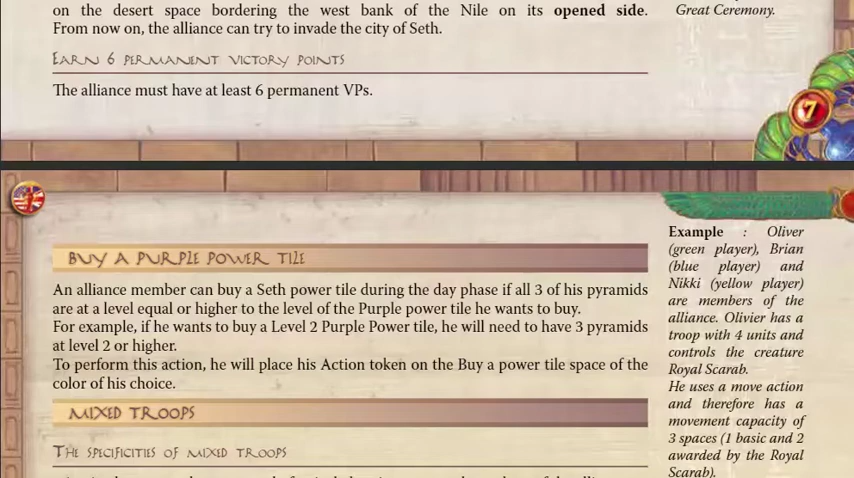 on the desert space bordering the west bank of the Nile on its opened side.
From now on, the alliance can try to invade the city of Seth.
Earn 6 permanent victory points
The alliance must have at least 6 permanent VPs.
Great Ceremony.
7
Buy a purple power tile
An alliance member can buy a Seth power tile during the day phase if all 3 of his pyramids
are at a level equal or higher to the level of the Purple power tile he wants to buy.
For example, if he wants to buy a Level 2 Purple Power tile, he will need to have 3 pyramids
at level 2 or higher.
To perform this action, he will place his Action token on the Buy a power tile space of the
color of his choice.
Mixed troops
The specificities of mixed troops
Example : Oliver
(green player), Brian
(blue player) and
Nikki (yellow player)
are members of the
alliance. Olivier has a
troop with 4 units and
controls the creature
Royal Scarab.
He uses a move action
and therefore has a
movement capacity of
3 spaces (1 basic and 2
awarded by the Royal
Scarab).